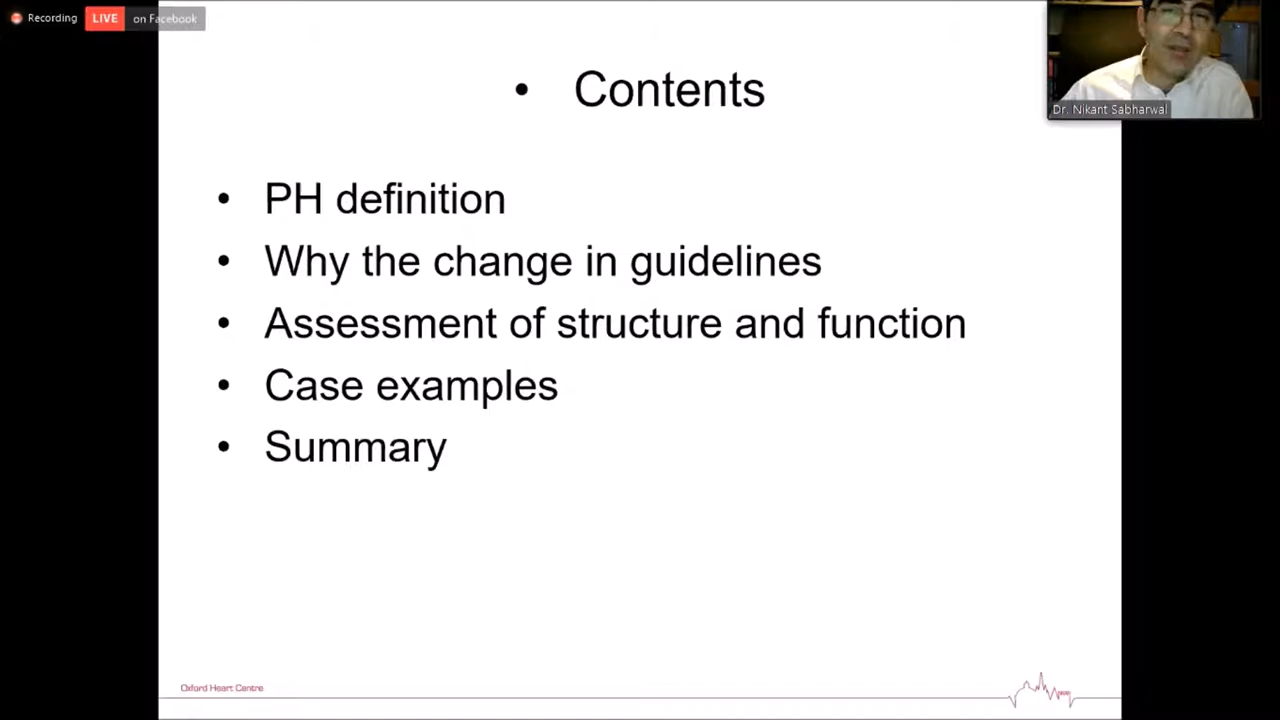 Recording
LIVE on Facebook
Dr. Nikant Sabharwal
• Contents
• PH definition
• Why the change in guidelines
• Assessment of structure and function
• Case examples
• Summary
Oxford Heart Centre